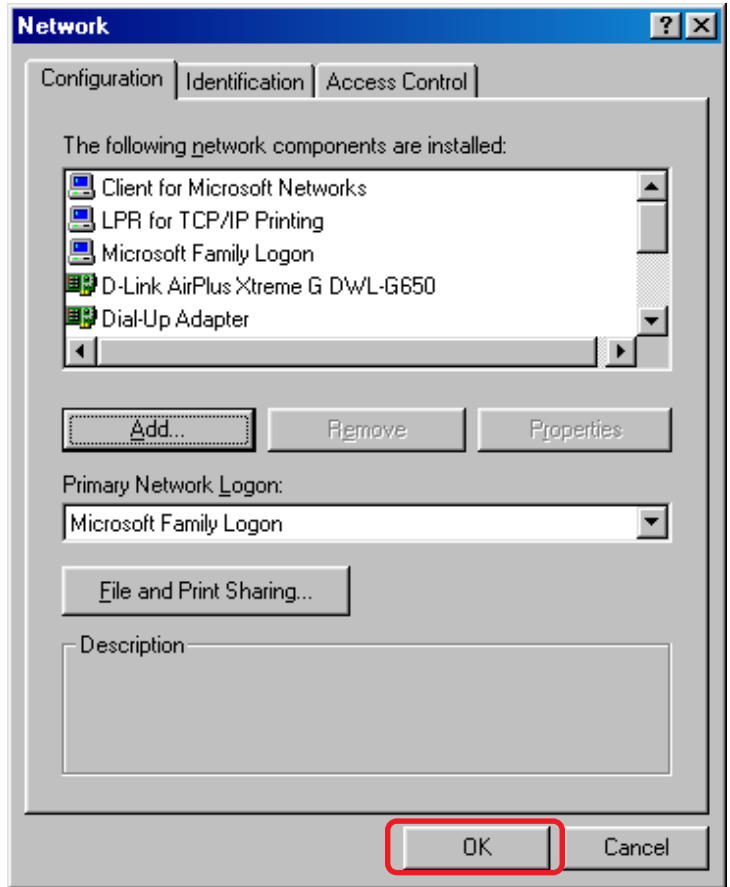 Network
Configuration Identification Access Control
The following network components are installed:
Client for Microsoft Networks
LPR for TCP/IP Printing
Microsoft Family Logon
D-Link AirPlus Xtreme G DWL-G650
Dial-Up Adapter
Add... Remove Properties
Primary Network Logon:
Microsoft Family Logon
File and Print Sharing...
Description
OK Cancel